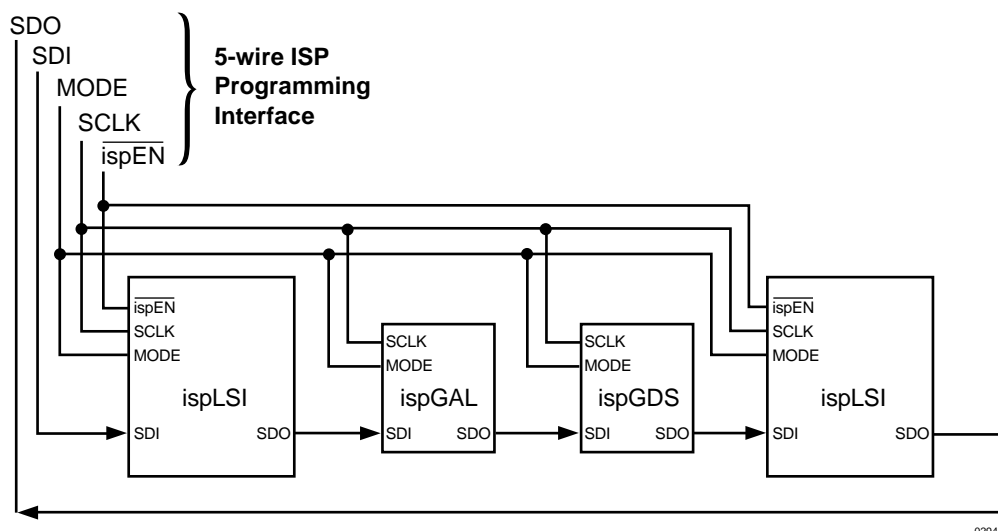 SDO
SDI
MODE
SCLK
ispEN
5-wire ISP
Programming
Interface
ispEN
SCLK
MODE
ispLSI
SDI SDO
SCLK
MODE
ispGAL
SDI SDO
SCLK
MODE
ispGDS
SDI SDO
ispEN
SCLK
MODE
ispLSI
SDI SDO